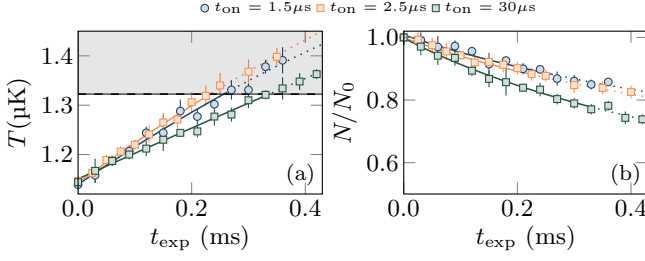 t_on = 1.5μs t_on = 2.5μs t_on = 30μs
1.4
1.3
1.2
T(μK)
(a)
0.0 0.2 0.4
t_exp (ms)
1.0
0.8
0.6
N/N_0
(b)
0.0 0.2 0.4
t_exp (ms)